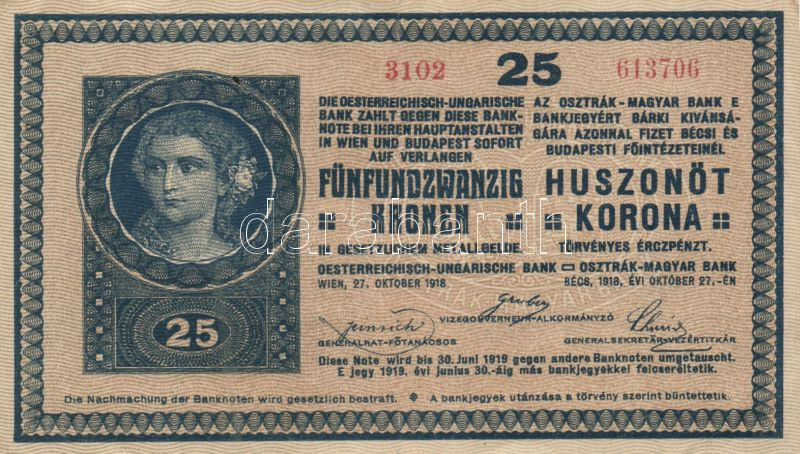 3102 25 613706
DIE OESTERREICHISCH-UNGARISCHE
BANK ZAHLT GEGEN DIESE BANK-
NOTE BEI IHREN HAUPTANSTALTEN
IN WIEN UND BUDAPEST SOFORT
AUF VERLANGEN
FÜNFUNDZWANZIG
KRONEN
IN GESETZLICHEM METALLGELDE.
OESTERREICHISCH-UNGARISCHE BANK
WIEN, 27. OKTOBER 1918
AZ OSZTRÁK-MAGYAR BANK E
BANKJEGYÉRT BÁRKI KIVÁNSÁ-
GÁRA AZONNAL FIZET BÉCSI ÉS
BUDAPESTI FŐINTÉZETEINÉL
HUSZONÖT
KORONA
TÖRVÉNYES ÉRCZPÉNZT.
OSZTRÁK-MAGYAR BANK
BÉCS, 1918. ÉVI OKTÓBER 27.-ÉN
darabanth
Gruber
VIZEGOUVERNEUR-ALKORMÁNYZÓ
GENERALRAT-FŐTANÁCSOS
GENERALSEKRETÄR-VEZÉRTITKÁR
25
Diese Note wird bis 30. Juni 1919 gegen andere Banknoten umgetauscht.
E jegy 1919. évi junius 30.-áig más bankjegyekkel felcseréltetik.
Die Nachmachung der Banknoten wird gesetzlich bestraft. A bankjegyek utánzása a törvény szerint büntettetik.